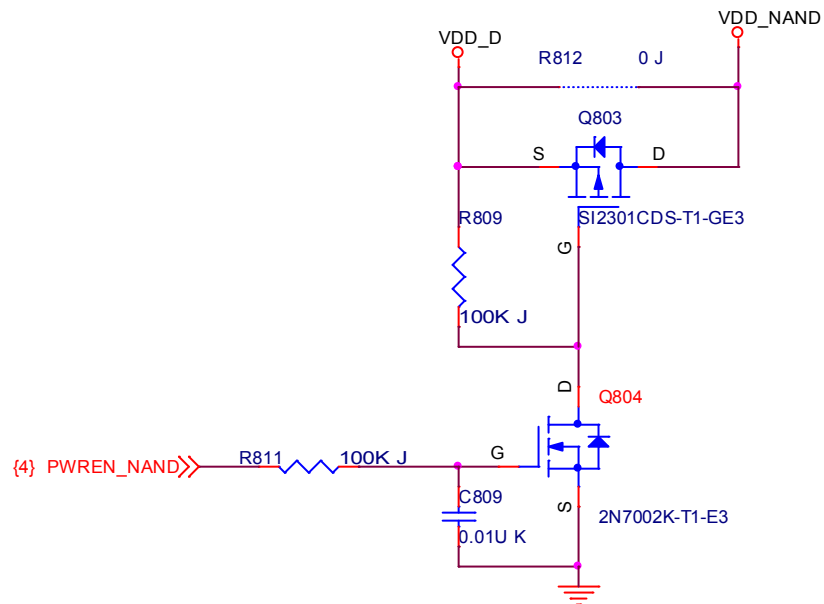 VDD_NAND
VDD_D
R812 0 J
Q803
S D
R809
SI2301CDS-T1-GE3
G
100K J
D
Q804
{4} PWREN_NAND
R811 100K J
G
C809
S
2N7002K-T1-E3
0.01U K